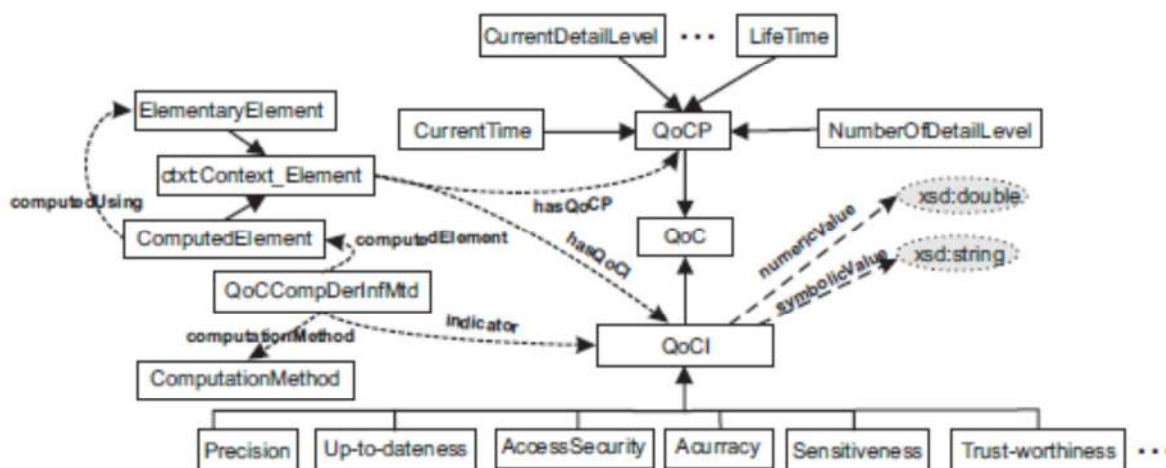 CurrentDetailLevel ••• LifeTime
ElementaryElement
CurrentTime QoCP NumberOfDetailLevel
ctxt:Context_Element
computedUsing
hasQoCP
xsd:double
ComputedElement
computedElement
hasQoCI
QoC
numericValue
xsd:string
symbolicValue
QoCCompDerInfMtd
indicator
computationMethod
QoCI
ComputationMethod
Precision Up-to-dateness AccessSecurity Acurracy Sensitiveness Trust-worthiness •••